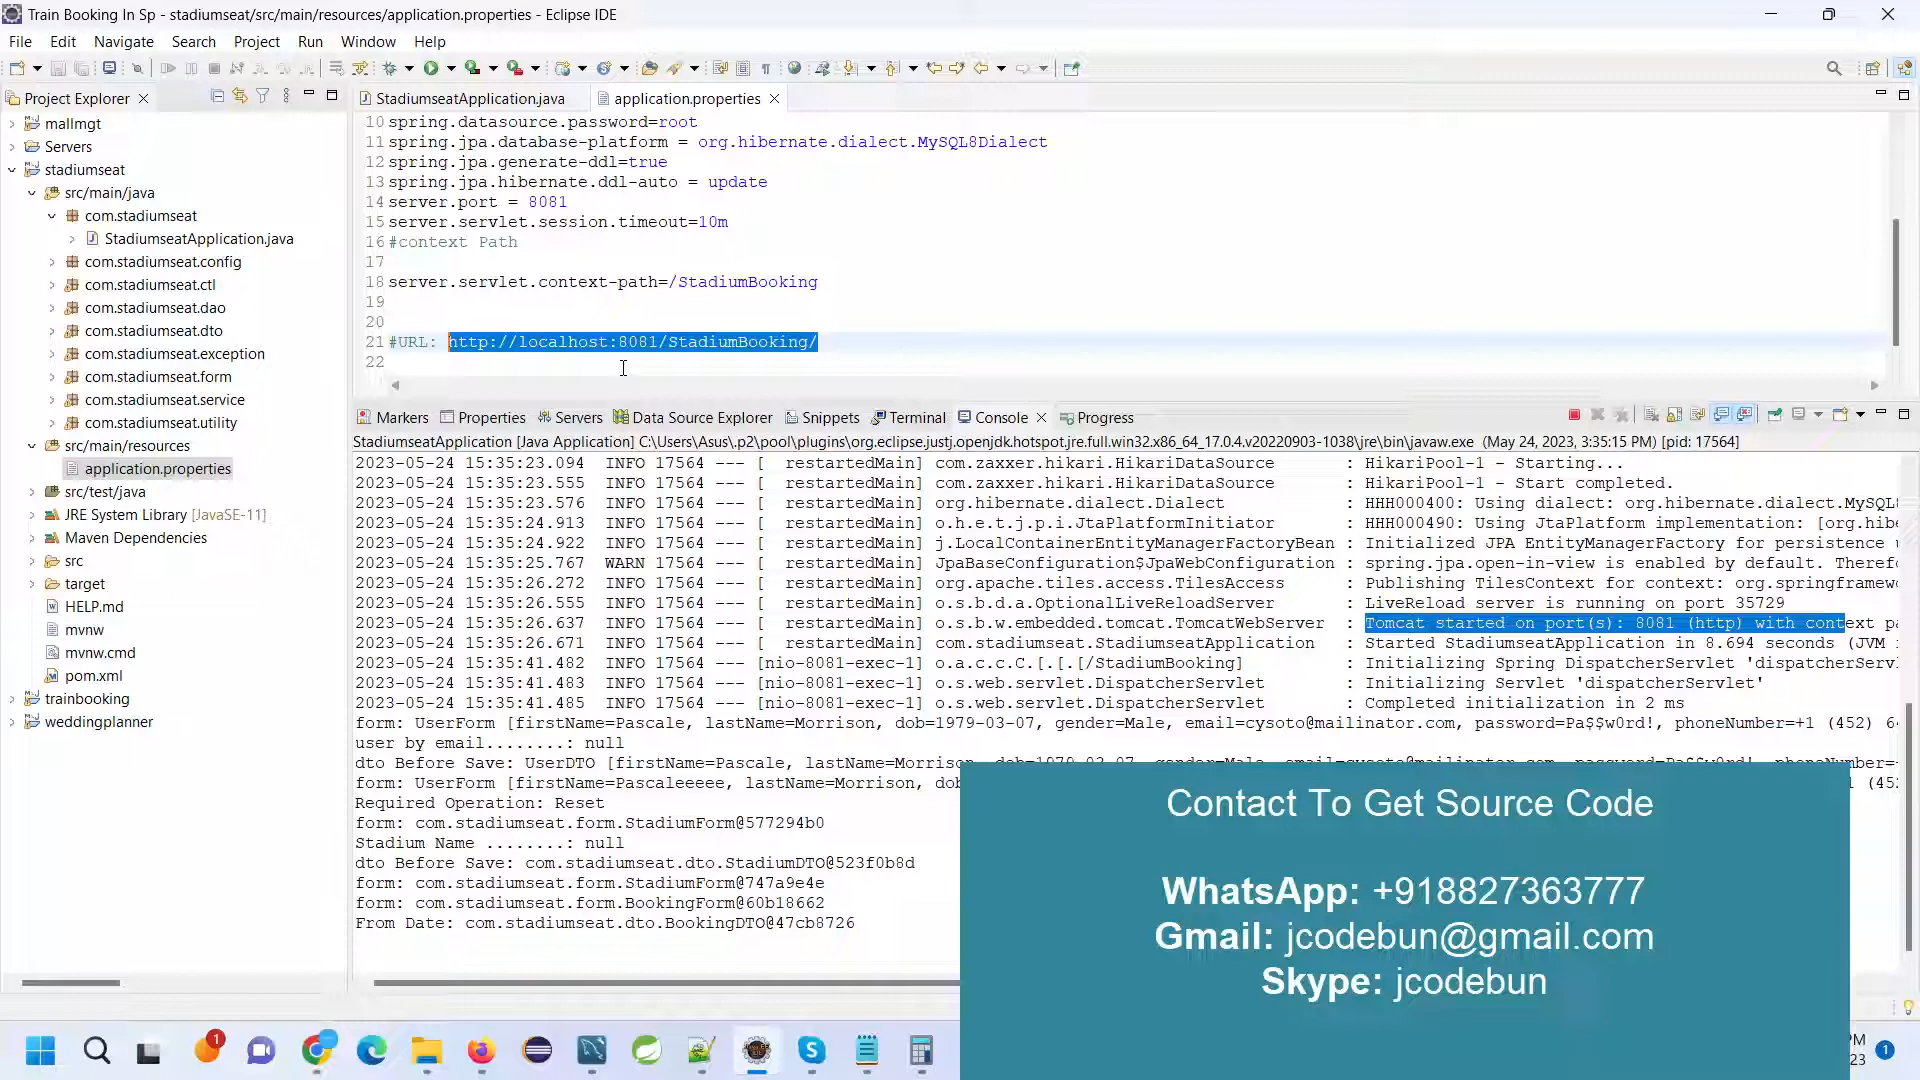 Train Booking In Sp - stadiumseat/src/main/resources/application.properties - Eclipse IDE
File Edit Navigate Search Project Run Window Help
Project Explorer
mallmgt
Servers
stadiumseat
src/main/java
com.stadiumseat
StadiumseatApplication.java
com.stadiumseat.config
com.stadiumseat.ctl
com.stadiumseat.dao
com.stadiumseat.dto
com.stadiumseat.exception
com.stadiumseat.form
com.stadiumseat.service
com.stadiumseat.utility
src/main/resources
application.properties
src/test/java
JRE System Library [JavaSE-11]
Maven Dependencies
src
target
HELP.md
mvnw
mvnw.cmd
pom.xml
trainbooking
weddingplanner
StadiumseatApplication.java application.properties
10 spring.datasource.password=root
11 spring.jpa.database-platform = org.hibernate.dialect.MySQL8Dialect
12 spring.jpa.generate-ddl=true
13 spring.jpa.hibernate.ddl-auto = update
14 server.port = 8081
15 server.servlet.session.timeout=10m
16 #context Path
17
18 server.servlet.context-path=/StadiumBooking
19
20
21 #URL: http://localhost:8081/StadiumBooking/
22
Markers Properties Servers Data Source Explorer Snippets Terminal Console Progress
StadiumseatApplication [Java Application] C:\Users\Asus\.p2\pool\plugins\org.eclipse.justj.openjdk.hotspot.jre.full.win32.x86_64_17.0.4.v20220903-1038\jre\bin\javaw.exe (May 24, 2023, 3:35:15 PM) [pid: 17564]
2023-05-24 15:35:23.094 INFO 17564 --- [ restartedMain] com.zaxxer.hikari.HikariDataSource : HikariPool-1 - Starting...
2023-05-24 15:35:23.555 INFO 17564 --- [ restartedMain] com.zaxxer.hikari.HikariDataSource : HikariPool-1 - Start completed.
2023-05-24 15:35:23.576 INFO 17564 --- [ restartedMain] org.hibernate.dialect.Dialect : HHH000400: Using dialect: org.hibernate.dialect.MySQL8
2023-05-24 15:35:24.913 INFO 17564 --- [ restartedMain] o.h.e.t.j.p.i.JtaPlatformInitiator : HHH000490: Using JtaPlatform implementation: [org.hibe
2023-05-24 15:35:24.922 INFO 17564 --- [ restartedMain] j.LocalContainerEntityManagerFactoryBean : Initialized JPA EntityManagerFactory for persistence
2023-05-24 15:35:25.767 WARN 17564 --- [ restartedMain] JpaBaseConfiguration$JpaWebConfiguration : spring.jpa.open-in-view is enabled by default. Therefo
2023-05-24 15:35:26.272 INFO 17564 --- [ restartedMain] org.apache.tiles.access.TilesAccess : Publishing TilesContext for context: org.springframew
2023-05-24 15:35:26.555 INFO 17564 --- [ restartedMain] o.s.b.d.a.OptionalLiveReloadServer : LiveReload server is running on port 35729
2023-05-24 15:35:26.637 INFO 17564 --- [ restartedMain] o.s.b.w.embedded.tomcat.TomcatWebServer : Tomcat started on port(s): 8081 (http) with context pa
2023-05-24 15:35:26.671 INFO 17564 --- [ restartedMain] com.stadiumseat.StadiumseatApplication : Started StadiumseatApplication in 8.694 seconds (JVM
2023-05-24 15:35:41.482 INFO 17564 --- [nio-8081-exec-1] o.a.c.c.C.[.[.[/StadiumBooking] : Initializing Spring DispatcherServlet 'dispatcherServl
2023-05-24 15:35:41.483 INFO 17564 --- [nio-8081-exec-1] o.s.web.servlet.DispatcherServlet : Initializing Servlet 'dispatcherServlet'
2023-05-24 15:35:41.485 INFO 17564 --- [nio-8081-exec-1] o.s.web.servlet.DispatcherServlet : Completed initialization in 2 ms
form: UserForm [firstName=Pascale, lastName=Morrison, dob=1979-03-07, gender=Male, email=cysoto@mailinator.com, password=Pa$$w0rd!, phoneNumber=+1 (452) 6
user by email........: null
dto Before Save: UserDTO [firstName=Pascale, lastName=Morrison, dob=1979-03-07, gender=Male, email=cysoto@mailinator.com, password=Pa$$w0rd!, phoneNumber=+
form: UserForm [firstName=Pascaleeeee, lastName=Morrison, dob (452
Required Operation: Reset
form: com.stadiumseat.form.StadiumForm@577294b0
Stadium Name ........: null
dto Before Save: com.stadiumseat.dto.StadiumDTO@523f0b8d
form: com.stadiumseat.form.StadiumForm@747a9e4e
form: com.stadiumseat.form.BookingForm@60b18662
From Date: com.stadiumseat.dto.BookingDTO@47cb8726
Contact To Get Source Code
WhatsApp: +918827363777
Gmail: jcodebun@gmail.com
Skype: jcodebun
1
PM
23
1